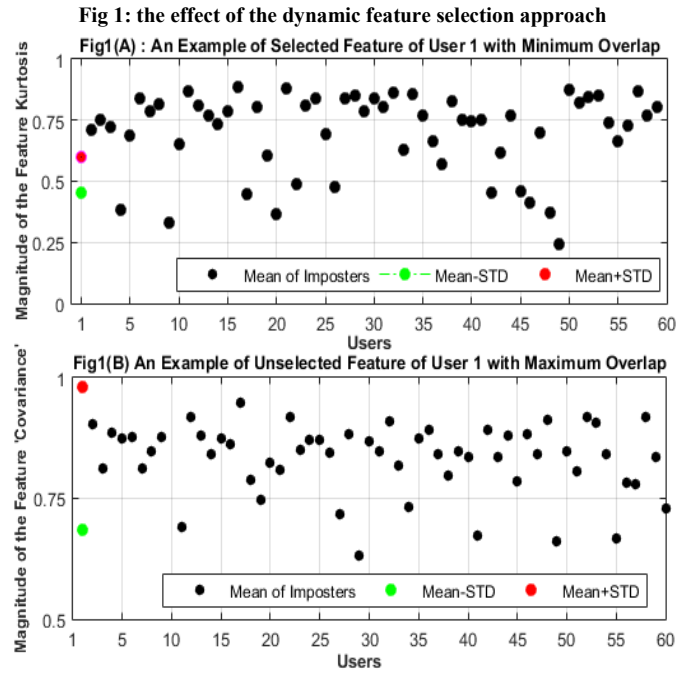 Fig 1: the effect of the dynamic feature selection approach
Fig1(A) : An Example of Selected Feature of User 1 with Minimum Overlap
Magnitude of the Feature Kurtosis
1
0.75
0.5
0.25
0
Mean of Imposters Mean-STD Mean+STD
1 5 10 15 20 25 30 35 40 45 50 55 60
Users
Fig1(B) An Example of Unselected Feature of User 1 with Maximum Overlap
Magnitude of the Feature 'Covariance'
1
0.75
0.5
Mean of Imposters Mean-STD Mean+STD
1 5 10 15 20 25 30 35 40 45 50 55 60
Users